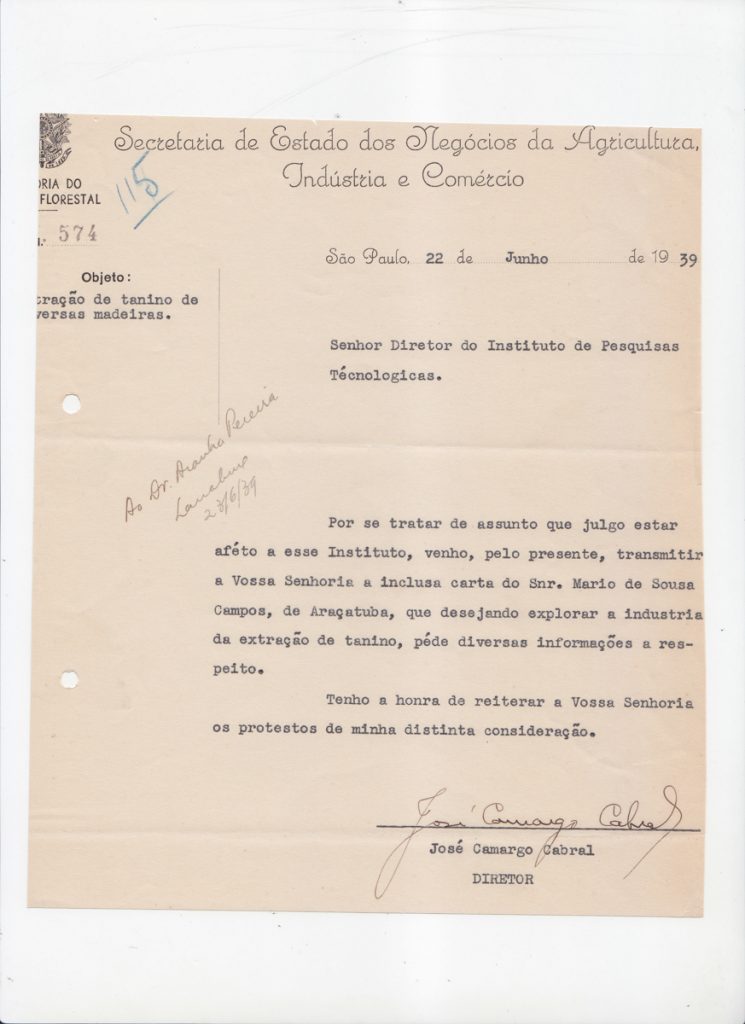 Secretaria de Estado dos Negócios da Agricultura,
Indústria e Comércio
ORIA DO
FLORESTAL
115
N.º 574
São Paulo, 22 de Junho de 1939
Objeto:
tração de tanino de
versas madeiras.
Senhor Diretor do Instituto de Pesquisas
Técnologicas.
Ao Dr. Aranha Pereira
23/6/39
Por se tratar de assunto que julgo estar
aféto a esse Instituto, venho, pelo presente, transmitir
a Vossa Senhoria a inclusa carta do Snr. Mario de Sousa
Campos, de Araçatuba, que desejando explorar a industria
da extração de tanino, péde diversas informações a res-
peito.
Tenho a honra de reiterar a Vossa Senhoria
os protestos de minha distinta consideração.
José Camargo Cabral
José Camargo Cabral
DIRETOR